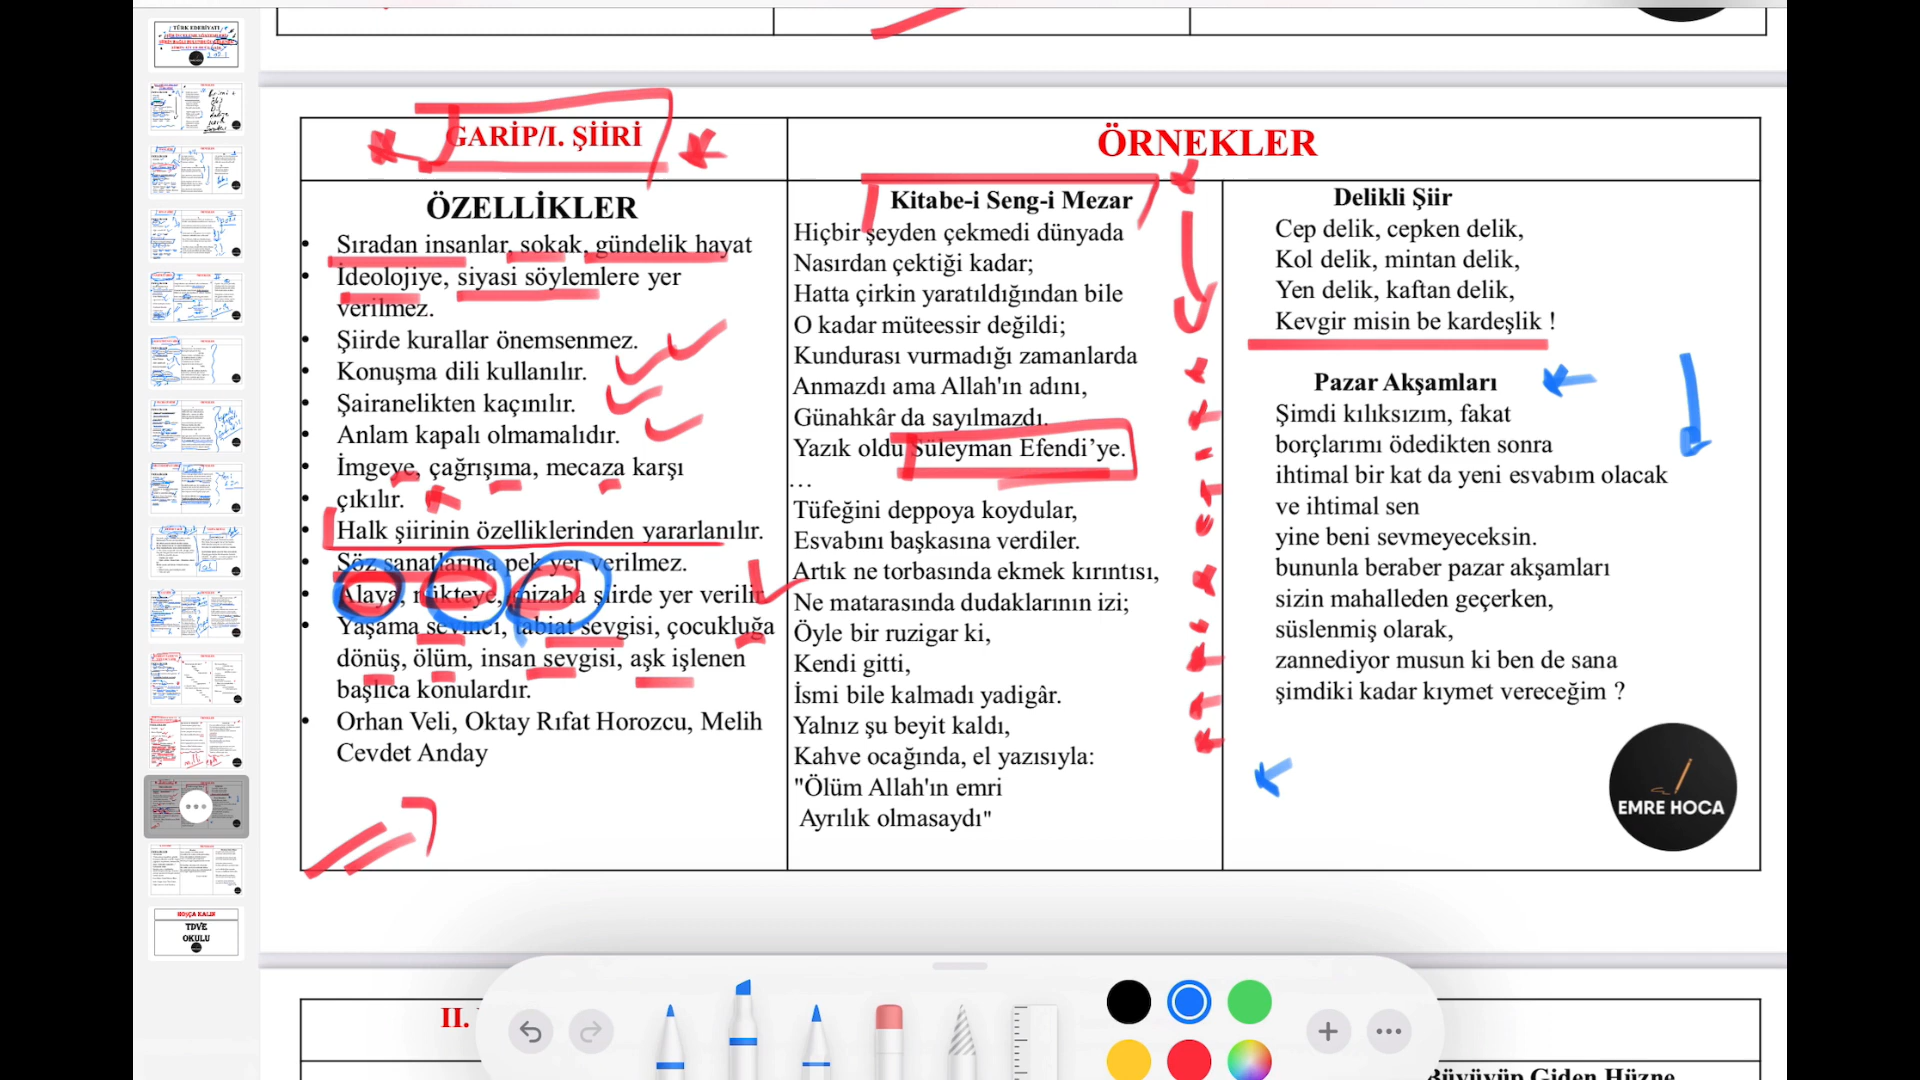 TÜRK EDEBİYATI
GARİP/I. ŞİİRİ
ÖRNEKLER
ÖZELLİKLER
• Sıradan insanlar, sokak, gündelik hayat
• İdeolojiye, siyasi söylemlere yer
verilmez.
• Şiirde kurallar önemsenmez.
• Konuşma dili kullanılır.
• Şairanelikten kaçınılır.
• Anlam kapalı olmamalıdır.
• İmgeye, çağrışıma, mecaza karşı
• çıkılır.
• Halk şiirinin özelliklerinden yararlanılır.
• Söz sanatlarına pek yer verilmez.
• Alaya, nükteye, mizaha şiirde yer verilir
• Yaşama sevinci, tabiat sevgisi, çocukluğa
dönüş, ölüm, insan sevgisi, aşk işlenen
başlıca konulardır.
• Orhan Veli, Oktay Rıfat Horozcu, Melih
Cevdet Anday
Kitabe-i Seng-i Mezar
Hiçbir şeyden çekmedi dünyada
Nasırdan çektiği kadar;
Hatta çirkin yaratıldığından bile
O kadar müteessir değildi;
Kundurası vurmadığı zamanlarda
Anmazdı ama Allah'ın adını,
Günahkâr da sayılmazdı.
Yazık oldu Süleyman Efendi’ye.
…
Tüfeğini deppoya koydular,
Esvabını başkasına verdiler.
Artık ne torbasında ekmek kırıntısı,
Ne matarasında dudaklarının izi;
Öyle bir ruzigar ki,
Kendi gitti,
İsmi bile kalmadı yadigâr.
Yalnız şu beyit kaldı,
Kahve ocağında, el yazısıyla:
"Ölüm Allah'ın emri
Ayrılık olmasaydı"
Delikli Şiir
Cep delik, cepken delik,
Kol delik, mintan delik,
Yen delik, kaftan delik,
Kevgir misin be kardeşlik !
Pazar Akşamları
Şimdi kılıksızım, fakat
borçlarımı ödedikten sonra
ihtimal bir kat da yeni esvabım olacak
ve ihtimal sen
yine beni sevmeyeceksin.
bununla beraber pazar akşamları
sizin mahalleden geçerken,
süslenmiş olarak,
zannediyor musun ki ben de sana
şimdiki kadar kıymet vereceğim ?
EMRE HOCA
HOŞÇA KALIN
TDVE
OKULU
II.
Büyüyüp Giden Hüzne